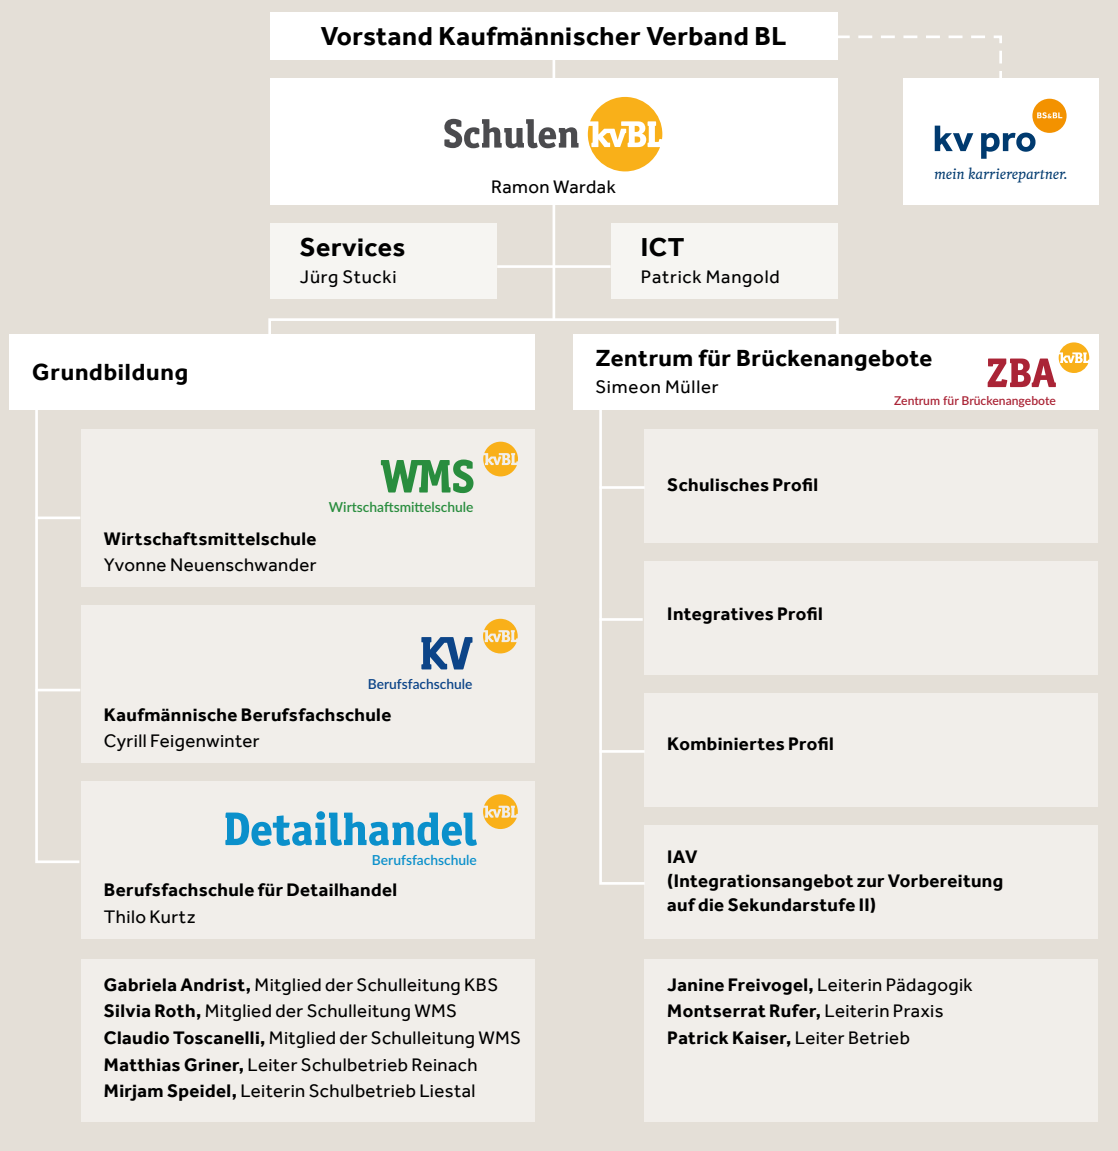 Vorstand Kaufmännischer Verband BL
Schulen kvBL
Ramon Wardak
BS&BL
kv pro
mein karrierepartner.
Services
Jürg Stucki
ICT
Patrick Mangold
Grundbildung
WMS kvBL
Wirtschaftsmittelschule
Wirtschaftsmittelschule
Yvonne Neuenschwander
KV kvBL
Berufsfachschule
Kaufmännische Berufsfachschule
Cyrill Feigenwinter
Detailhandel kvBL
Berufsfachschule
Berufsfachschule für Detailhandel
Thilo Kurtz
Gabriela Andrist, Mitglied der Schulleitung KBS
Silvia Roth, Mitglied der Schulleitung WMS
Claudio Toscanelli, Mitglied der Schulleitung WMS
Matthias Griner, Leiter Schulbetrieb Reinach
Mirjam Speidel, Leiterin Schulbetrieb Liestal
Zentrum für Brückenangebote
Simeon Müller
ZBA kvBL
Zentrum für Brückenangebote
Schulisches Profil
Integratives Profil
Kombiniertes Profil
IAV
(Integrationsangebot zur Vorbereitung
auf die Sekundarstufe II)
Janine Freivogel, Leiterin Pädagogik
Montserrat Rufer, Leiterin Praxis
Patrick Kaiser, Leiter Betrieb